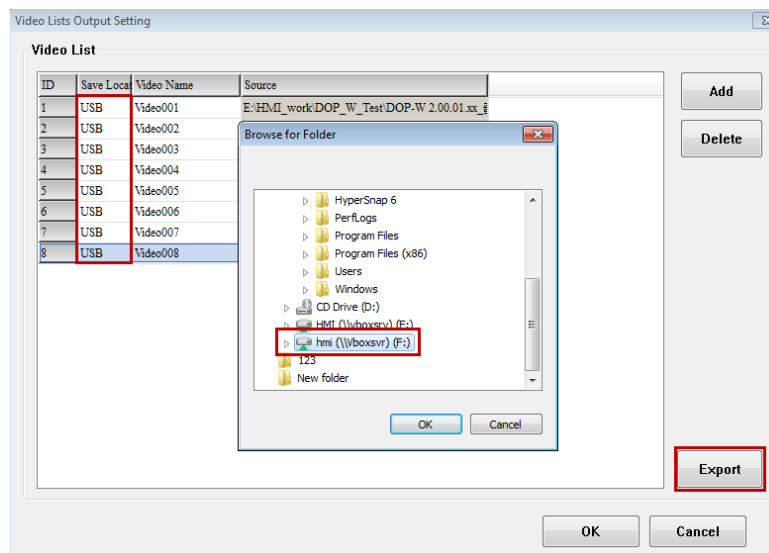 Video Lists Output Setting
Video List
ID Save Locat Video Name Source
1 USB Video001 E:\HMI_work\DOP_W_Test\DOP-W 2.00.01.xx_
2 USB Video002
3 USB Video003
4 USB Video004
5 USB Video005
6 USB Video006
7 USB Video007
8 USB Video008
Browse for Folder
HyperSnap 6
PerfLogs
Program Files
Program Files (x86)
Users
Windows
CD Drive (D:)
HMI (\\vboxsrv) (E:)
hmi (\\Vboxsvr) (F:)
123
New folder
OK Cancel
Add
Delete
Export
OK Cancel